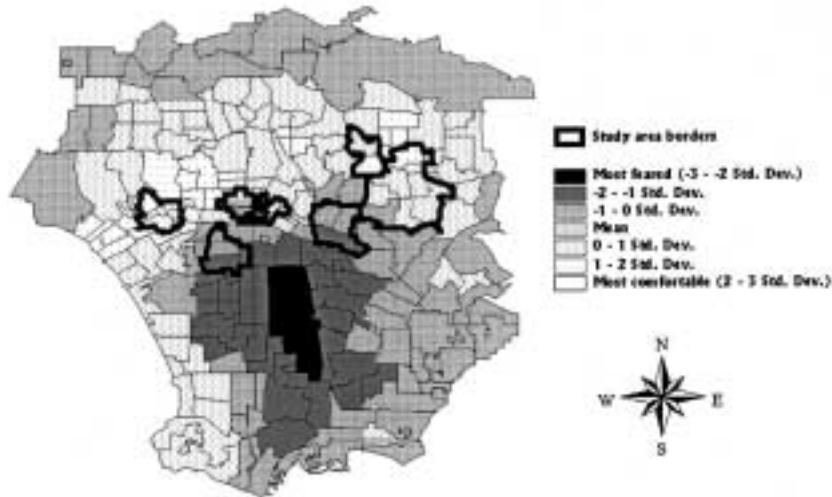 Study area borders
Most feared (-3 - -2 Std. Dev.)
-2 - -1 Std. Dev.
-1 - 0 Std. Dev.
Mean
0 - 1 Std. Dev.
1 - 2 Std. Dev.
Most comfortable (2 - 3 Std. Dev.)
N
W E
S